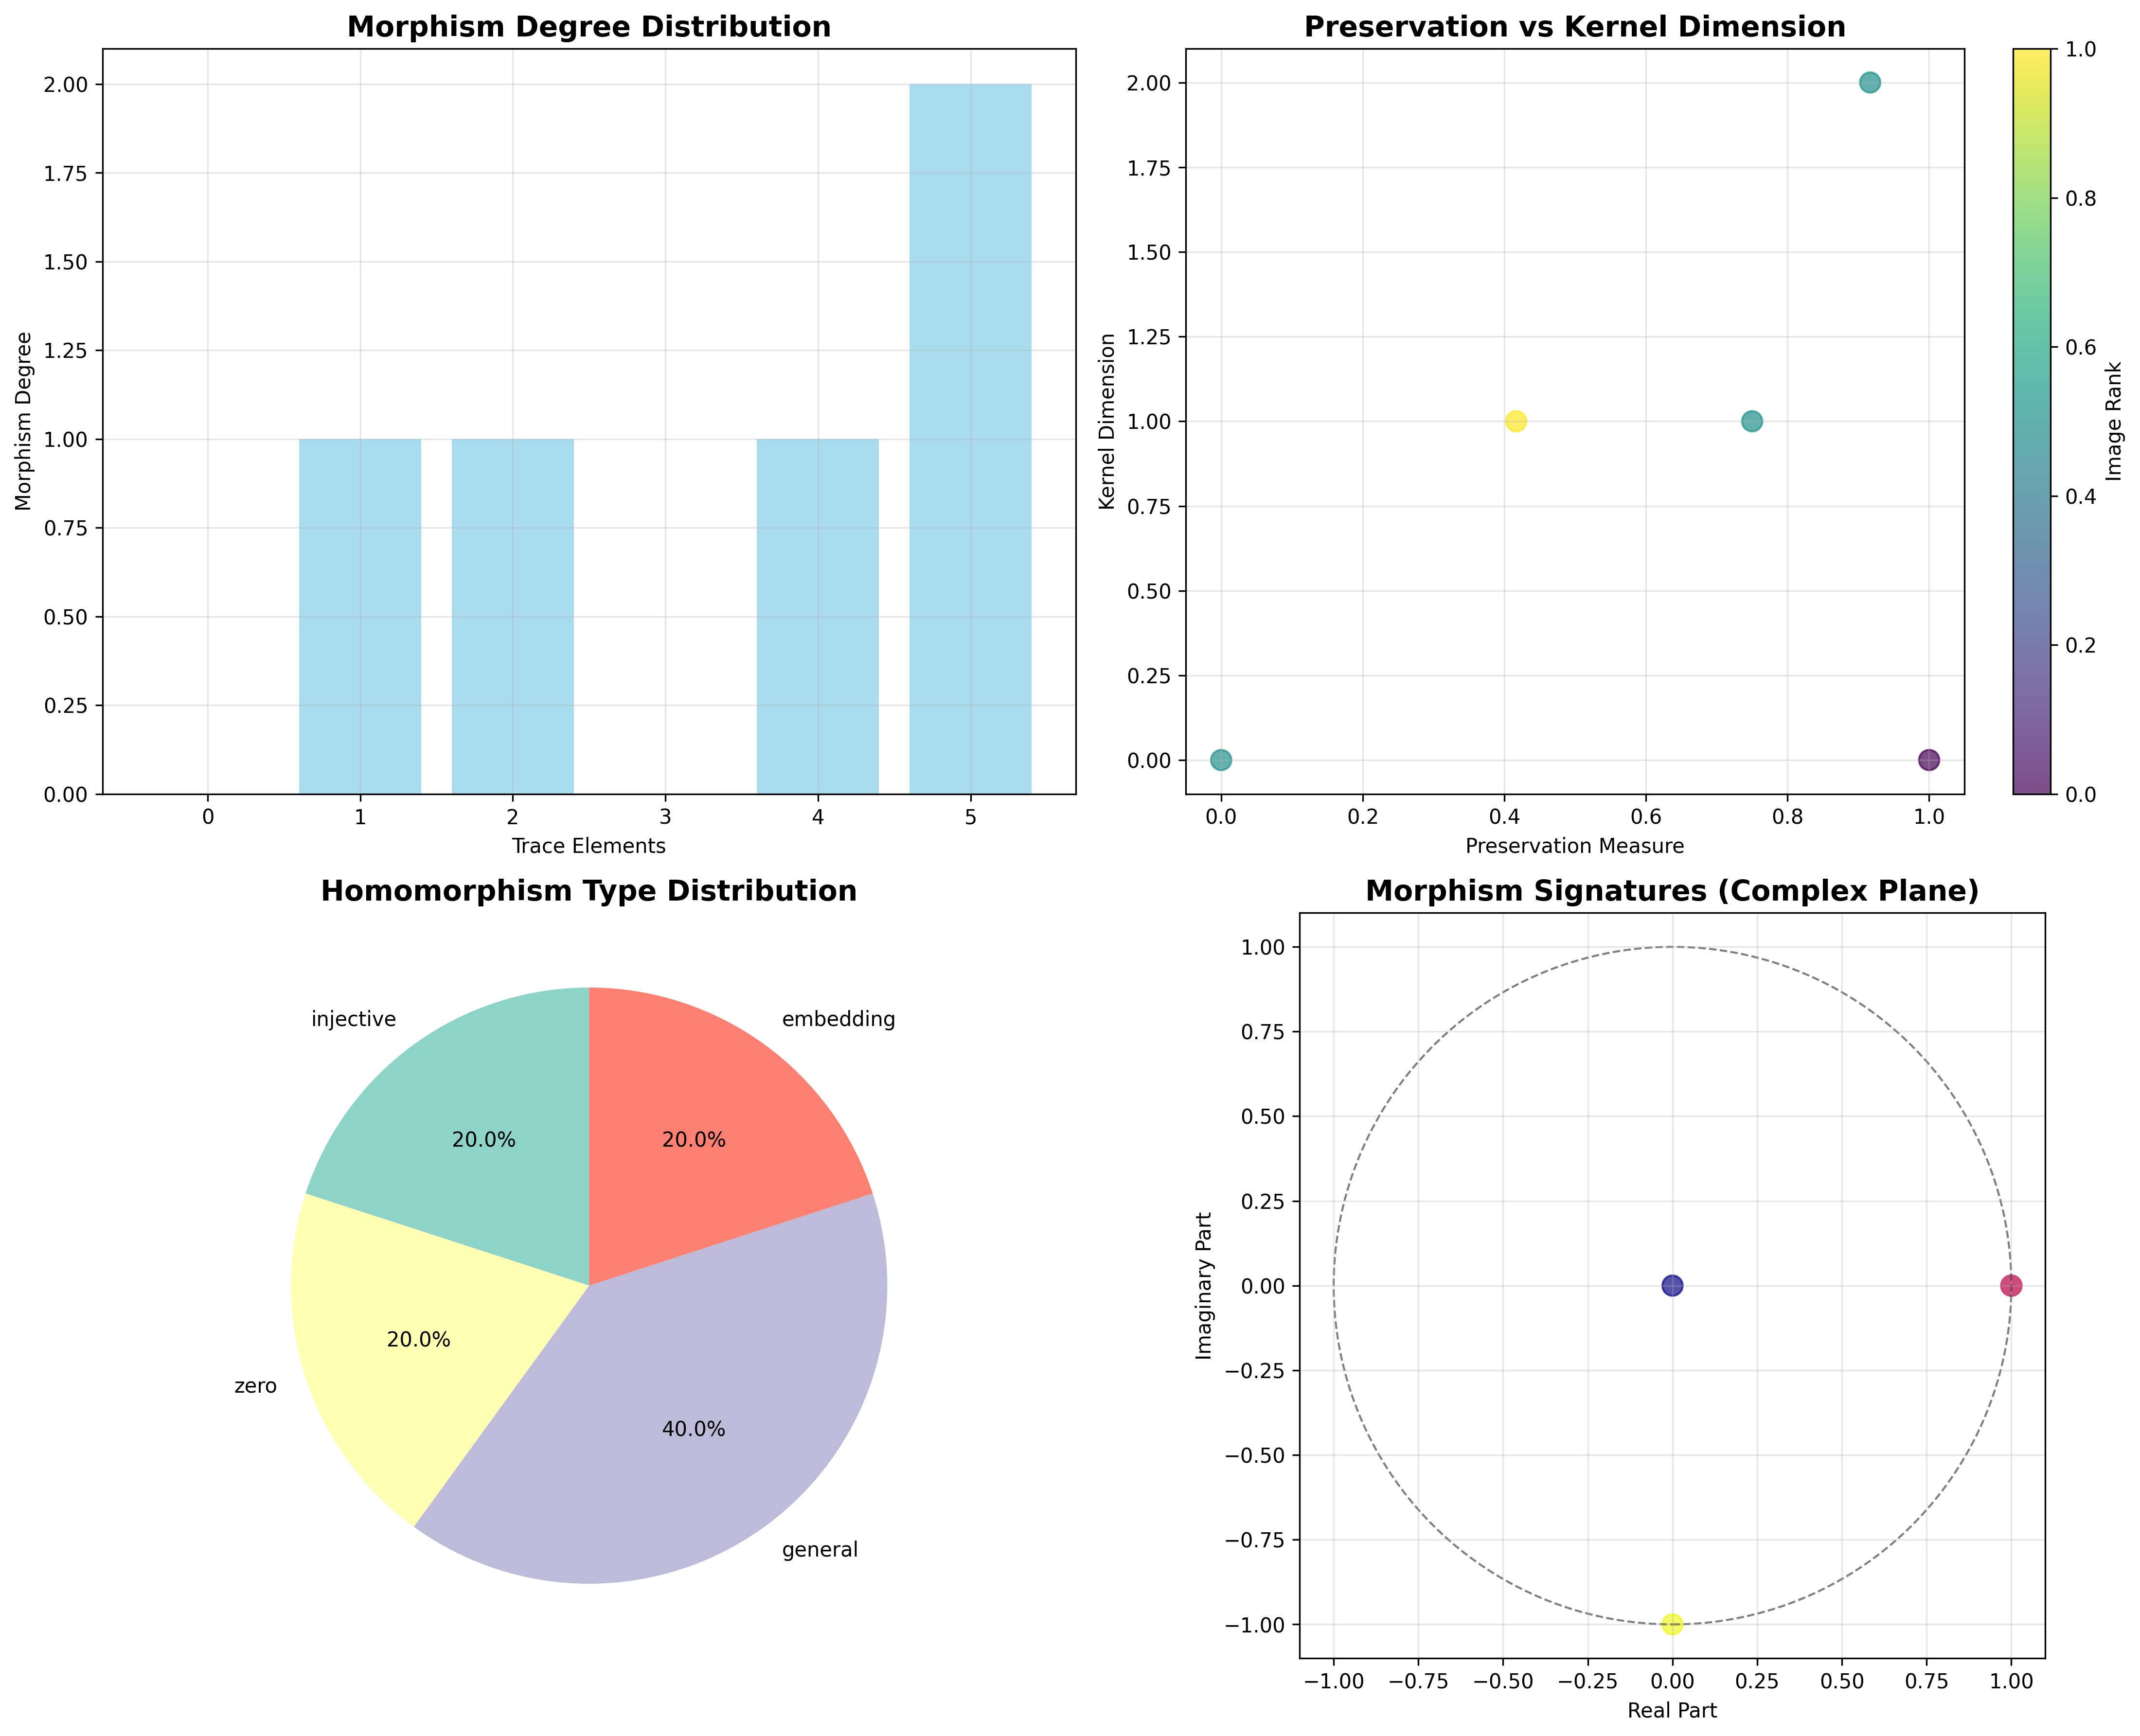 Morphism Degree Distribution
2.00
1.75
1.50
1.25
1.00
0.75
0.50
0.25
0.00
Morphism Degree
0 1 2 3 4 5
Trace Elements
Preservation vs Kernel Dimension
2.00
1.75
1.50
1.25
1.00
0.75
0.50
0.25
0.00
Kernel Dimension
0.0 0.2 0.4 0.6 0.8 1.0
Preservation Measure
1.0
0.8
0.6
0.4
0.2
0.0
Image Rank
Homomorphism Type Distribution
injective
embedding
20.0%
20.0%
20.0%
zero
40.0%
general
Morphism Signatures (Complex Plane)
1.00
0.75
0.50
0.25
0.00
−0.25
−0.50
−0.75
−1.00
Imaginary Part
−1.00 −0.75 −0.50 −0.25 0.00 0.25 0.50 0.75 1.00
Real Part